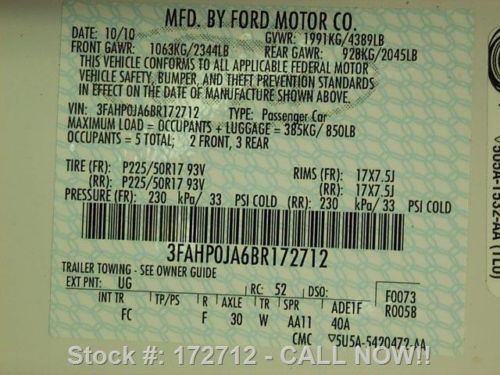 MFD. BY FORD MOTOR CO.
DATE: 10/10 GVWR: 1991KG/4389LB
FRONT GAWR: 1063KG/2344LB REAR GAWR: 928KG/2045LB
THIS VEHICLE CONFORMS TO ALL APPLICABLE FEDERAL MOTOR
VEHICLE SAFETY, BUMPER, AND THEFT PREVENTION STANDARDS
IN EFFECT ON THE DATE OF MANUFACTURE SHOWN ABOVE.
VIN: 3FAHP0JA6BR172712 TYPE: Passenger Car
MAXIMUM LOAD = OCCUPANTS + LUGGAGE = 385KG/850LB
OCCUPANTS = 5 TOTAL: 2 FRONT, 3 REAR
TIRE (FR): P225/50R17 93V RIMS (FR): 17X7.5J
(RR): P225/50R17 93V (RR): 17X7.5J
PRESSURE (FR): 230 kPa/ 33 PSI COLD (RR): 230 kPa/ 33 PSI COLD
3FAHP0JA6BR172712
TRAILER TOWING - SEE OWNER GUIDE
EXT PNT: UG RC: 52 DSO: F0073
INT TR TP/PS R AXLE TR SPR ADE1F R005B
FC F 30 W AA11 40A
CMC 5U5A-5420472-AA
Stock #: 172712 - CALL NOW!!